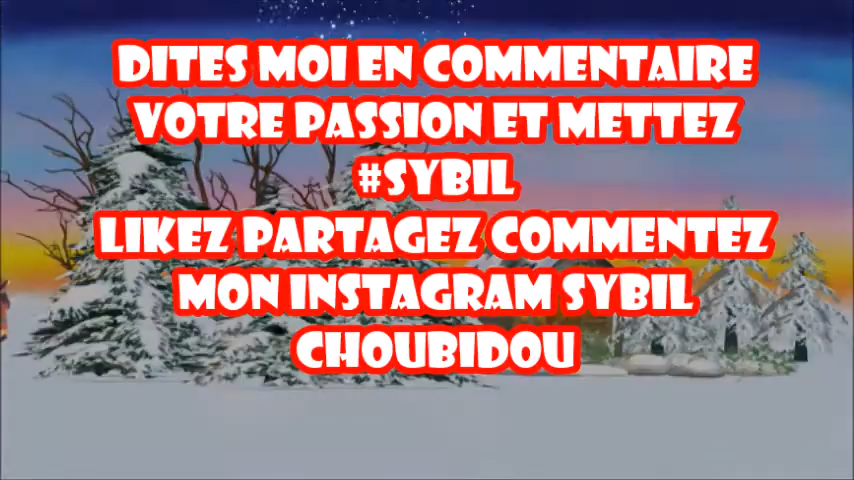 DITES MOI EN COMMENTAIRE
VOTRE PASSION ET METTEZ
#SYBIL
LIKEZ PARTAGEZ COMMENTEZ
MON INSTAGRAM SYBIL
CHOUBIDOU